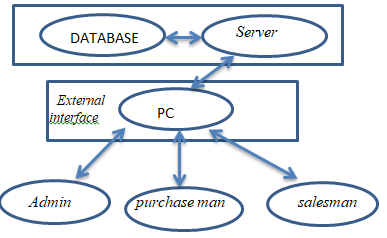 DATABASE
Server
External
interface
PC
Admin
purchase man
salesman